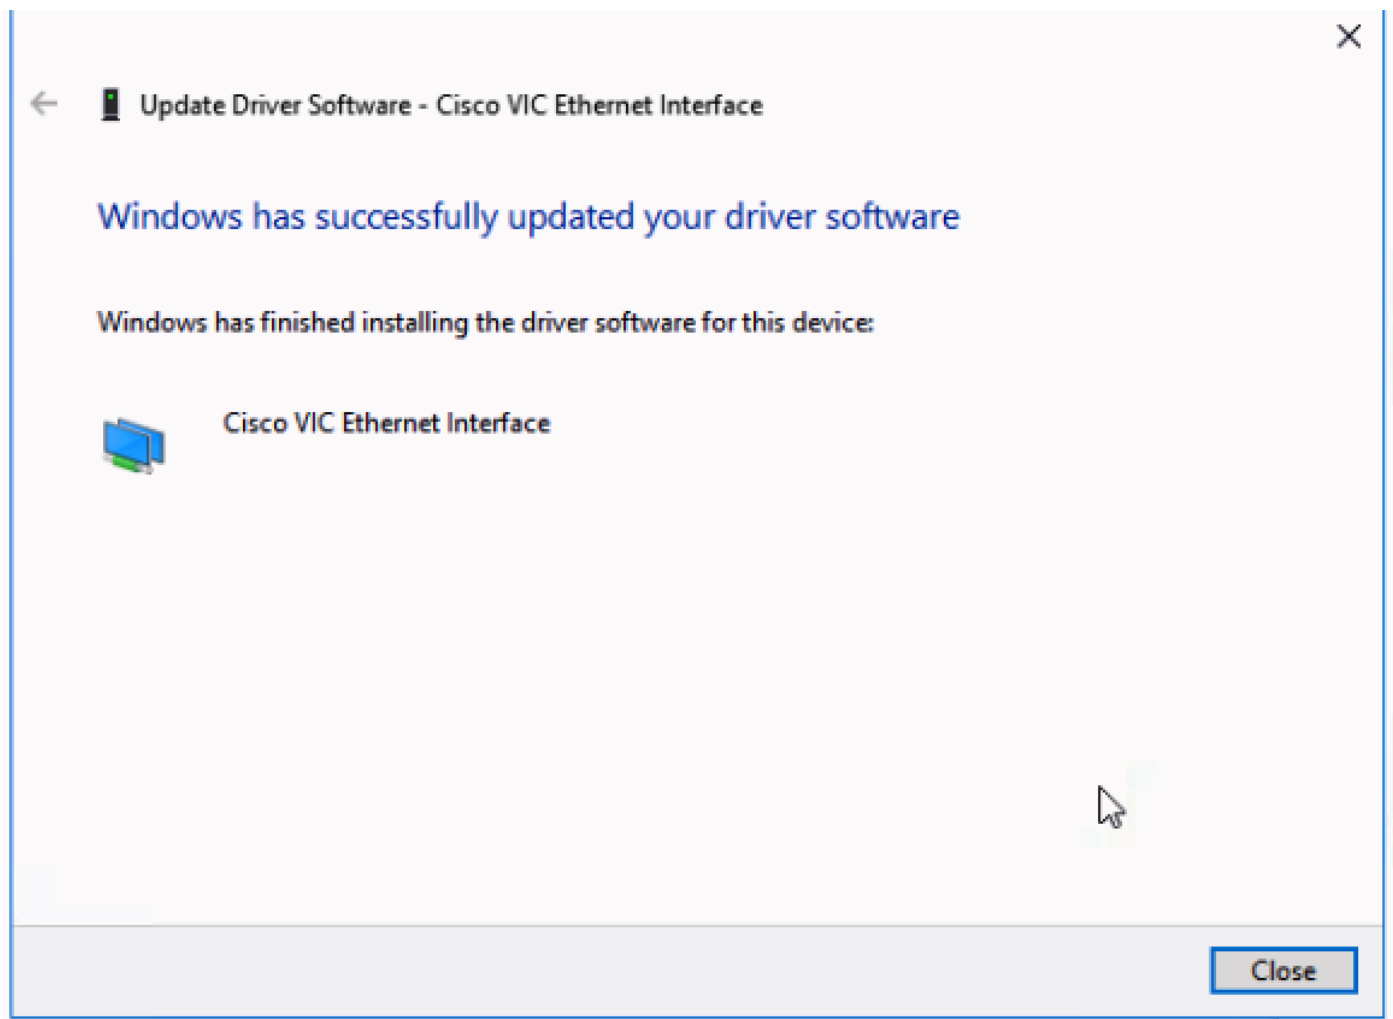 Update Driver Software - Cisco VIC Ethernet Interface
Windows has successfully updated your driver software
Windows has finished installing the driver software for this device:
Cisco VIC Ethernet Interface
Close